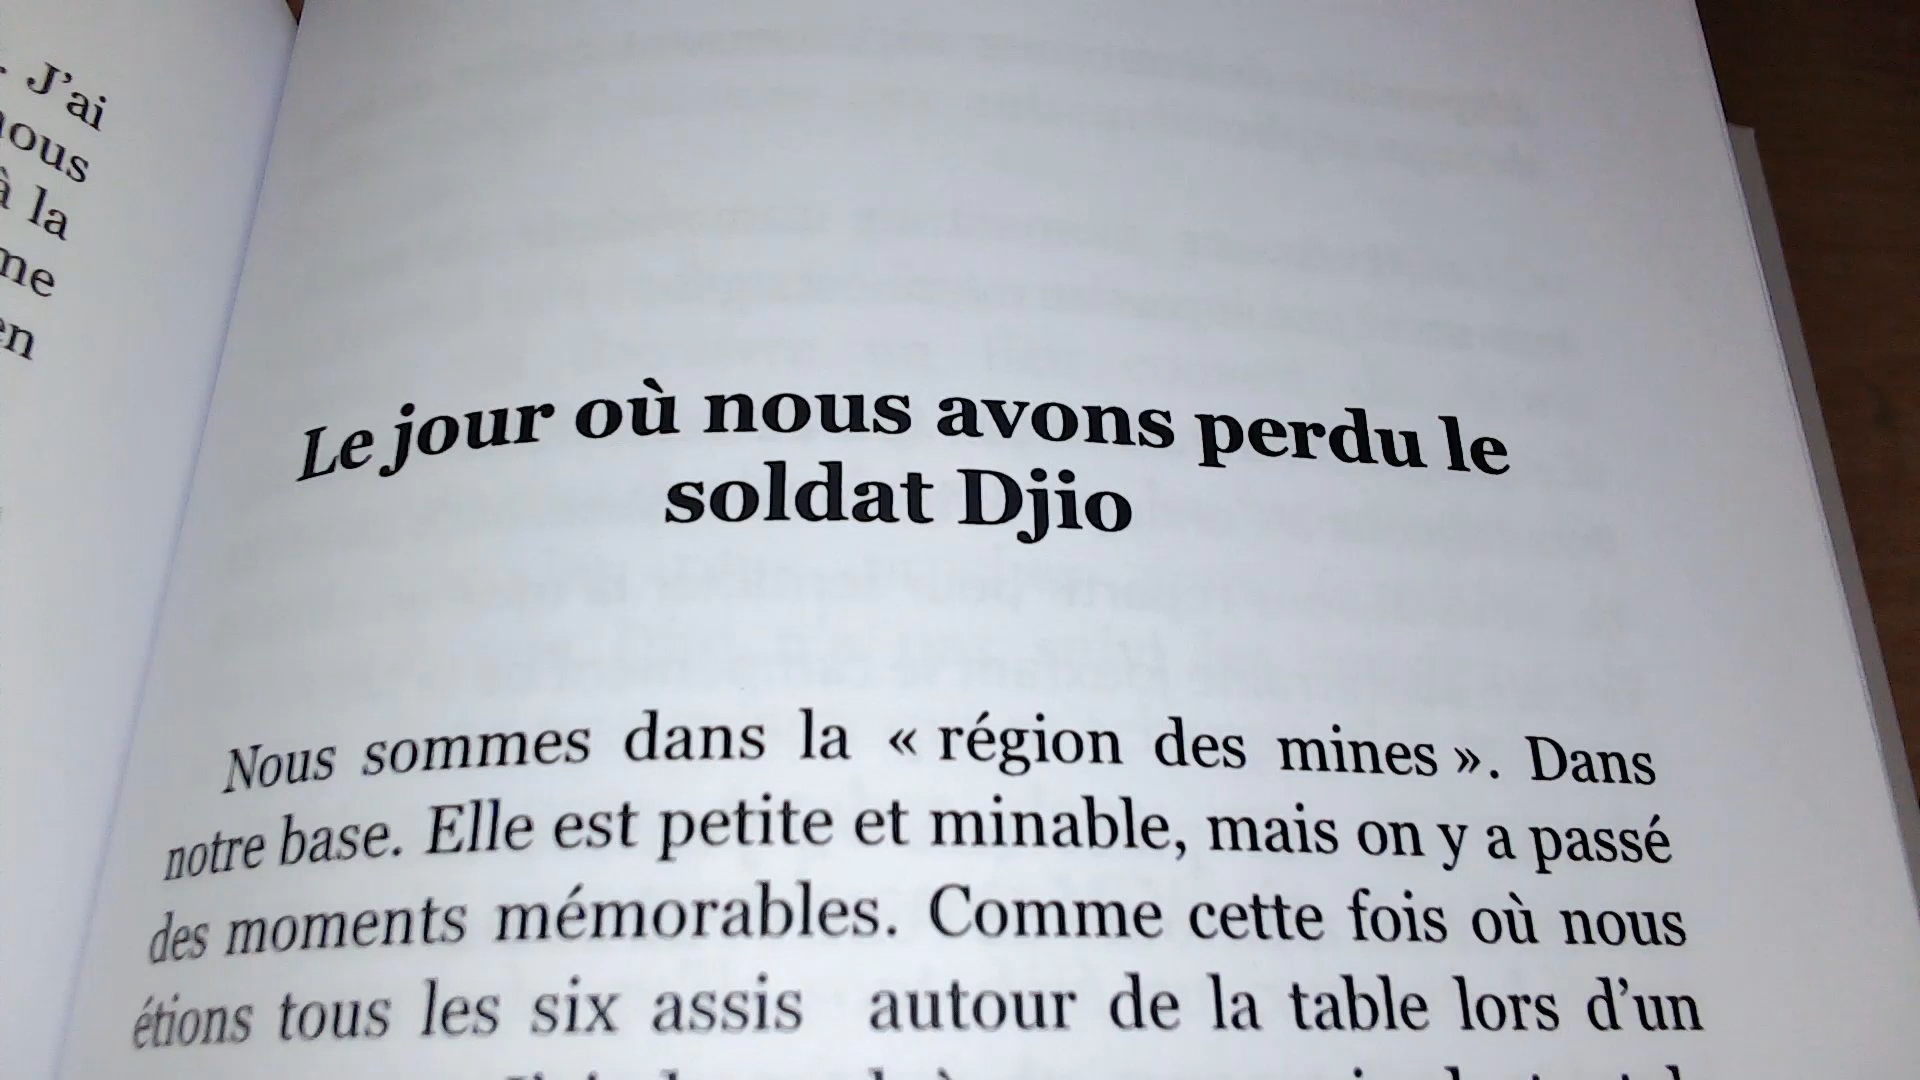 J'ai
nous
à la
me
en
Le jour où nous avons perdu le
soldat Djio
Nous sommes dans la « région des mines ». Dans
notre base. Elle est petite et minable, mais on y a passé
des moments mémorables. Comme cette fois où nous
étions tous les six assis autour de la table lors d'un